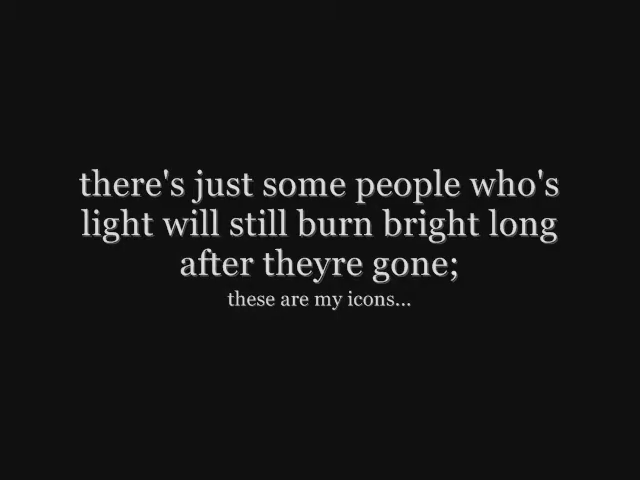 there's just some people who's
light will still burn bright long
after theyre gone;
these are my icons...